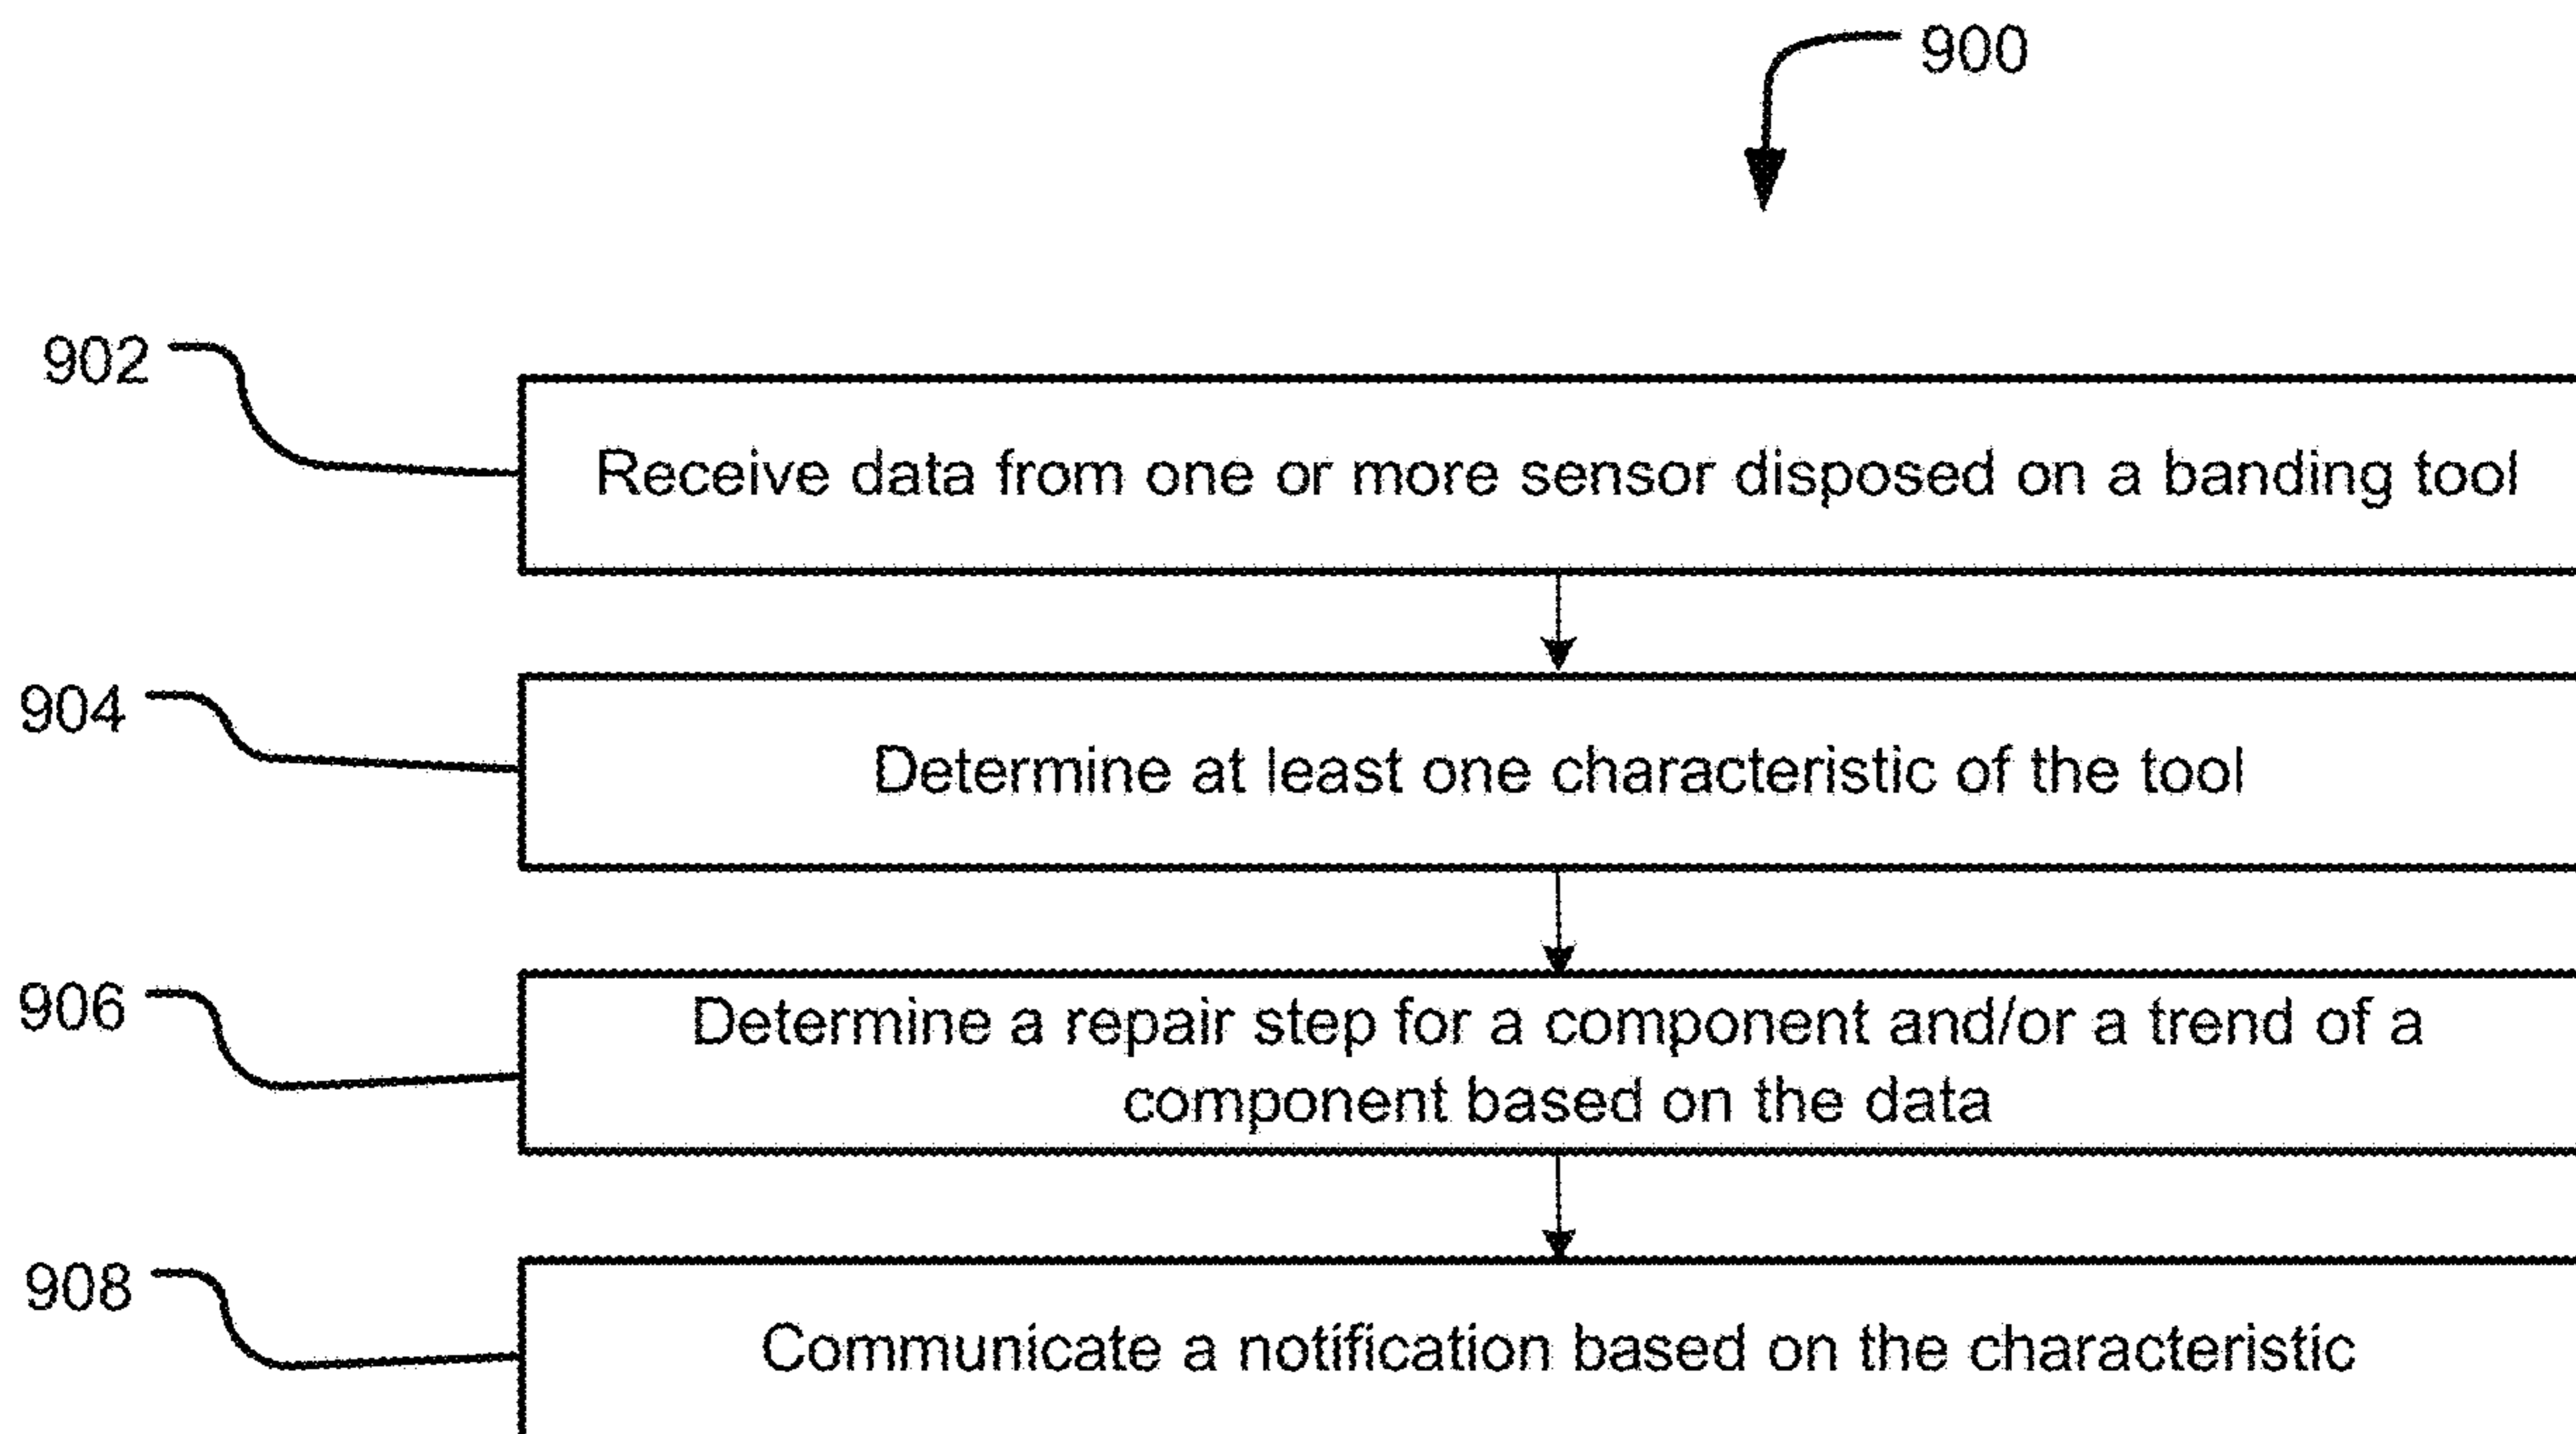 900
902
Receive data from one or more sensor disposed on a banding tool
904
Determine at least one characteristic of the tool
906
Determine a repair step for a component and/or a trend of a
component based on the data
908
Communicate a notification based on the characteristic